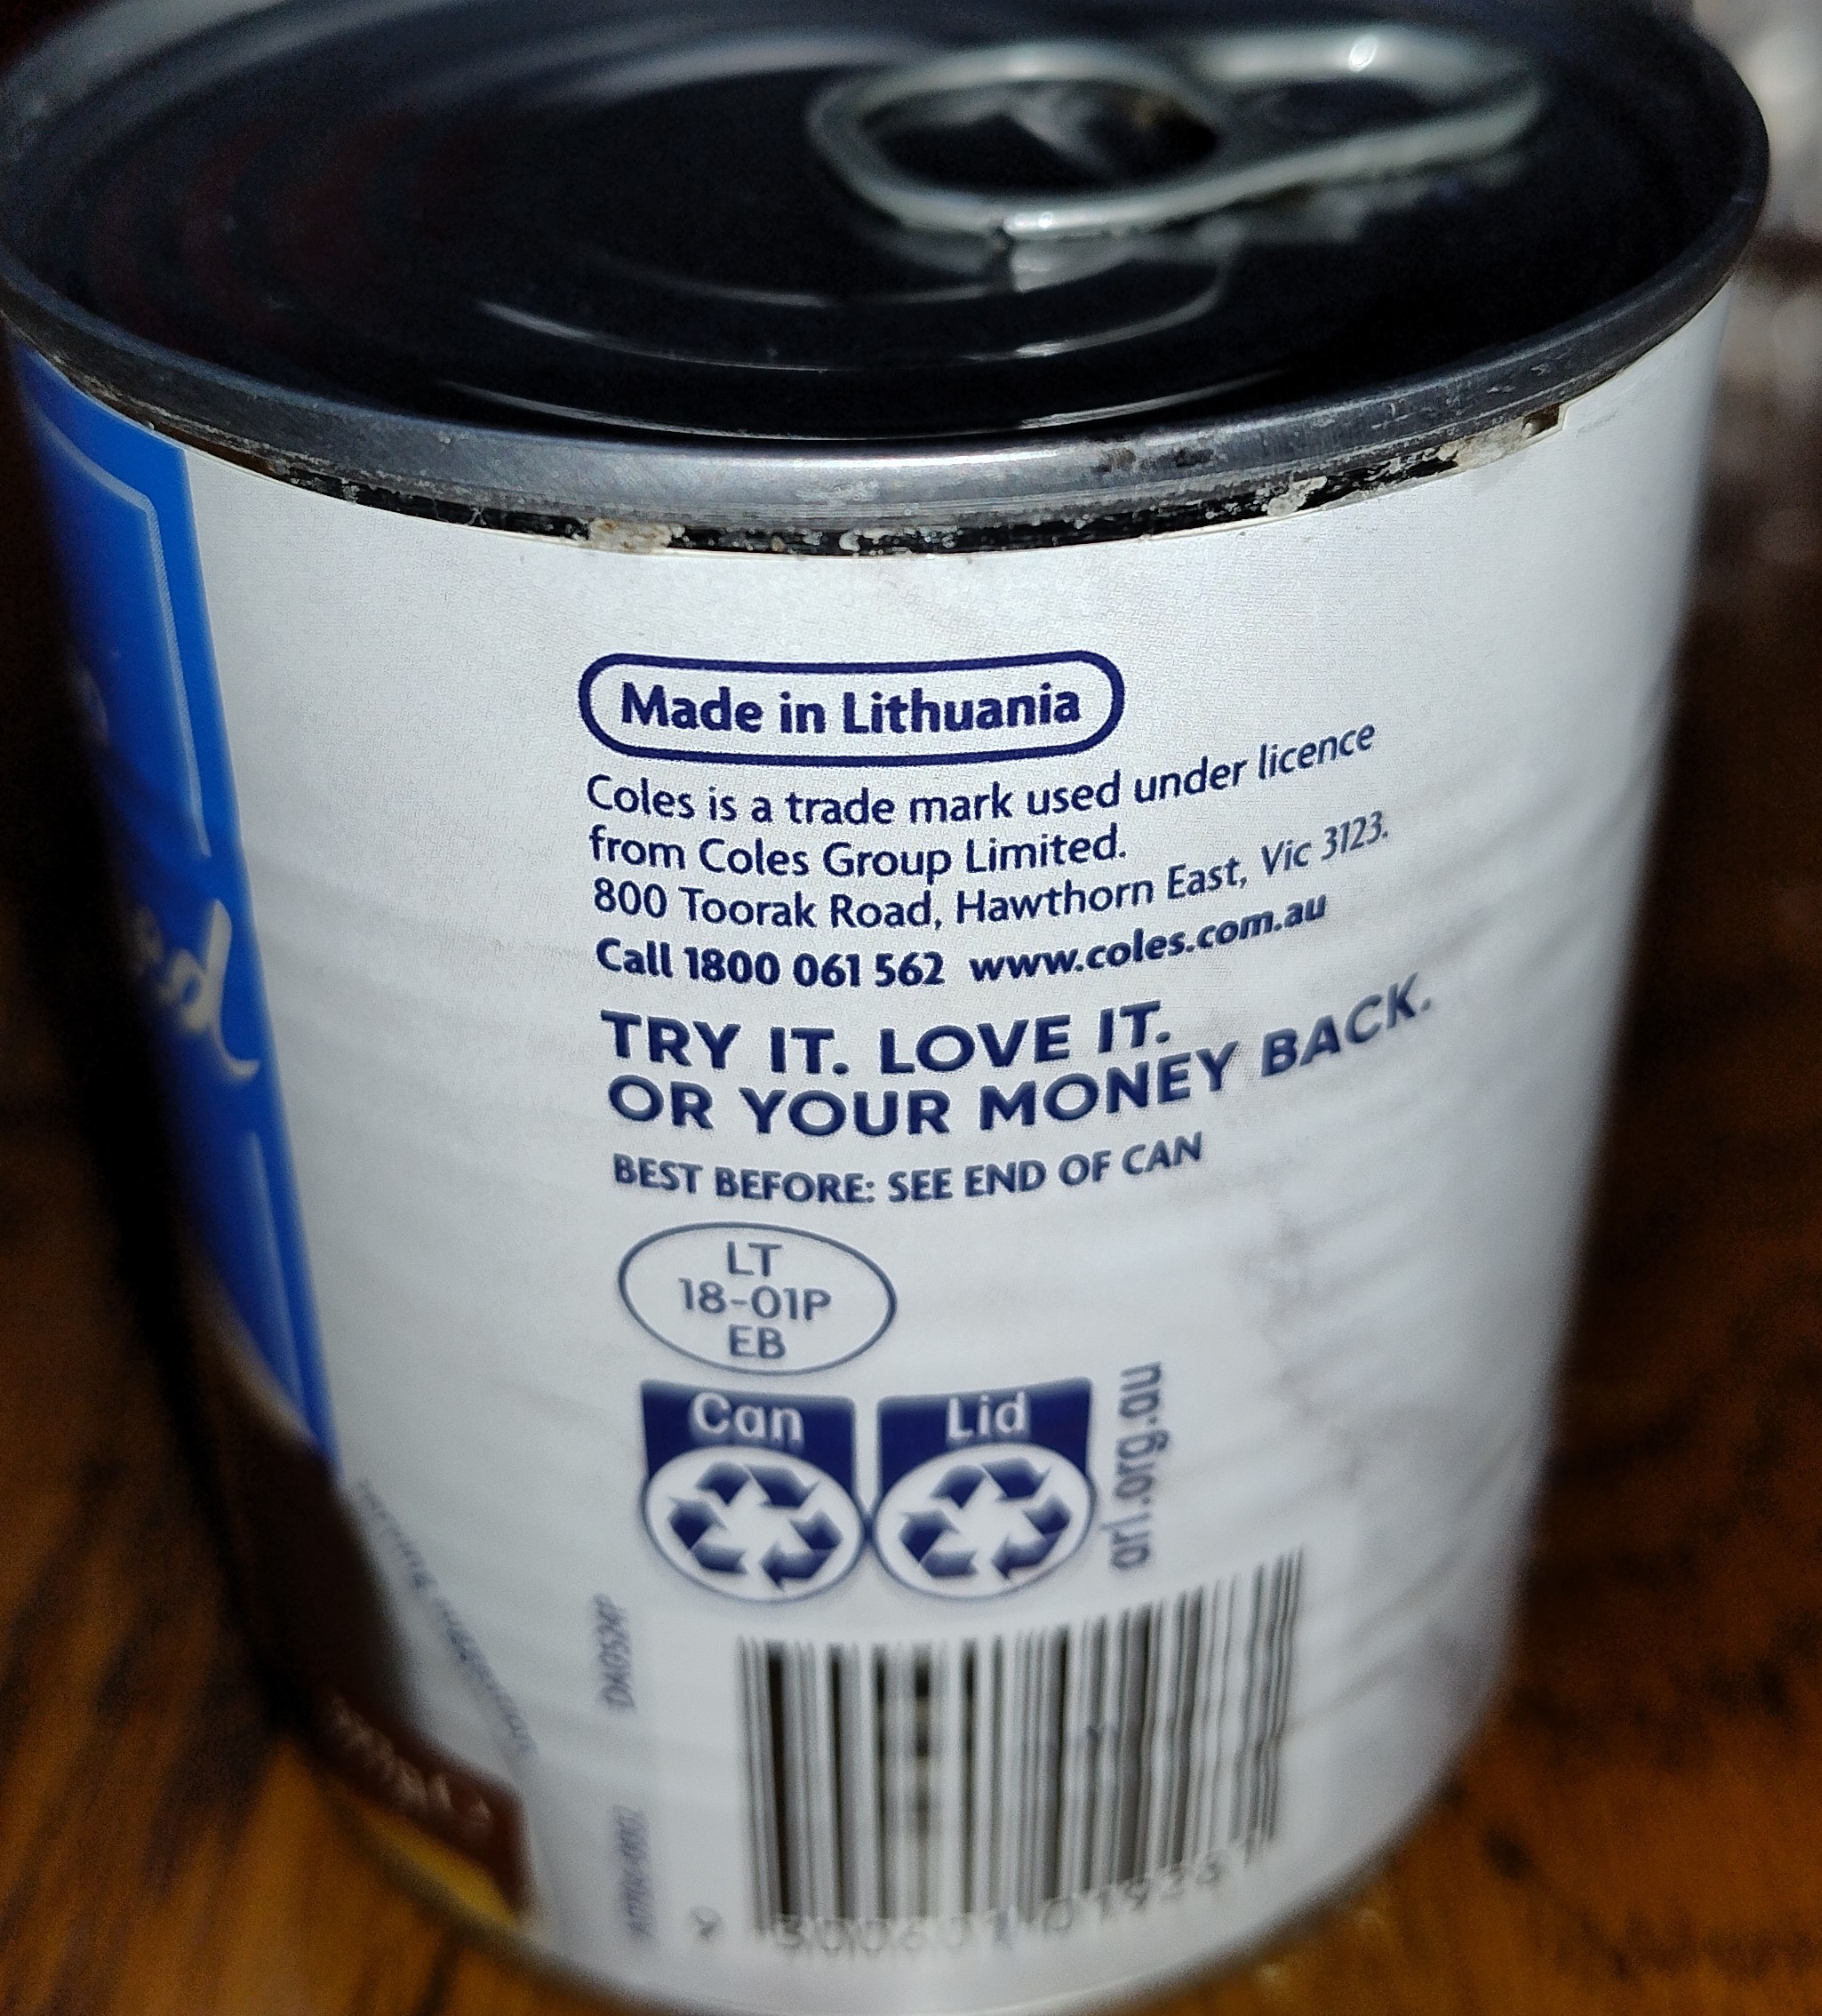 Made in Lithuania
Coles is a trade mark used under licence
from Coles Group Limited.
800 Toorak Road, Hawthorn East, Vic 3123.
Call 1800 061 562 www.coles.com.au
TRY IT. LOVE IT.
OR YOUR MONEY BACK.
BEST BEFORE: SEE END OF CAN
LT
18-01P
EB
Can
Lid
arl.org.au